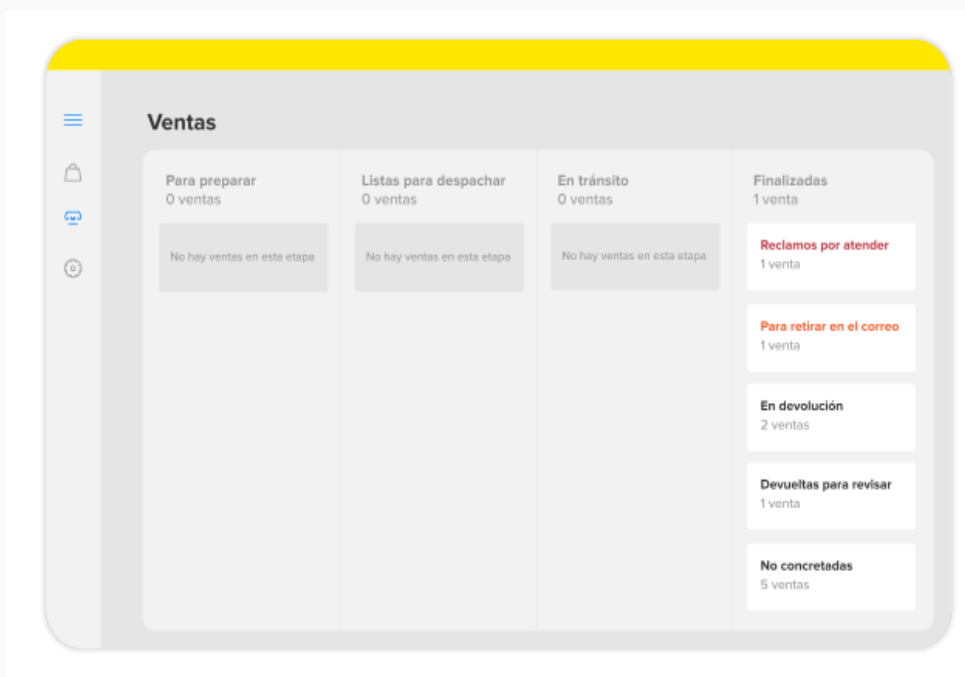 Ventas
Para preparar
0 ventas
No hay ventas en esta etapa
Listas para despachar
0 ventas
No hay ventas en esta etapa
En tránsito
0 ventas
No hay ventas en esta etapa
Finalizadas
1 venta
Reclamos por atender
1 venta
Para retirar en el correo
1 venta
En devolución
2 ventas
Devueltas para revisar
1 venta
No concretadas
5 ventas